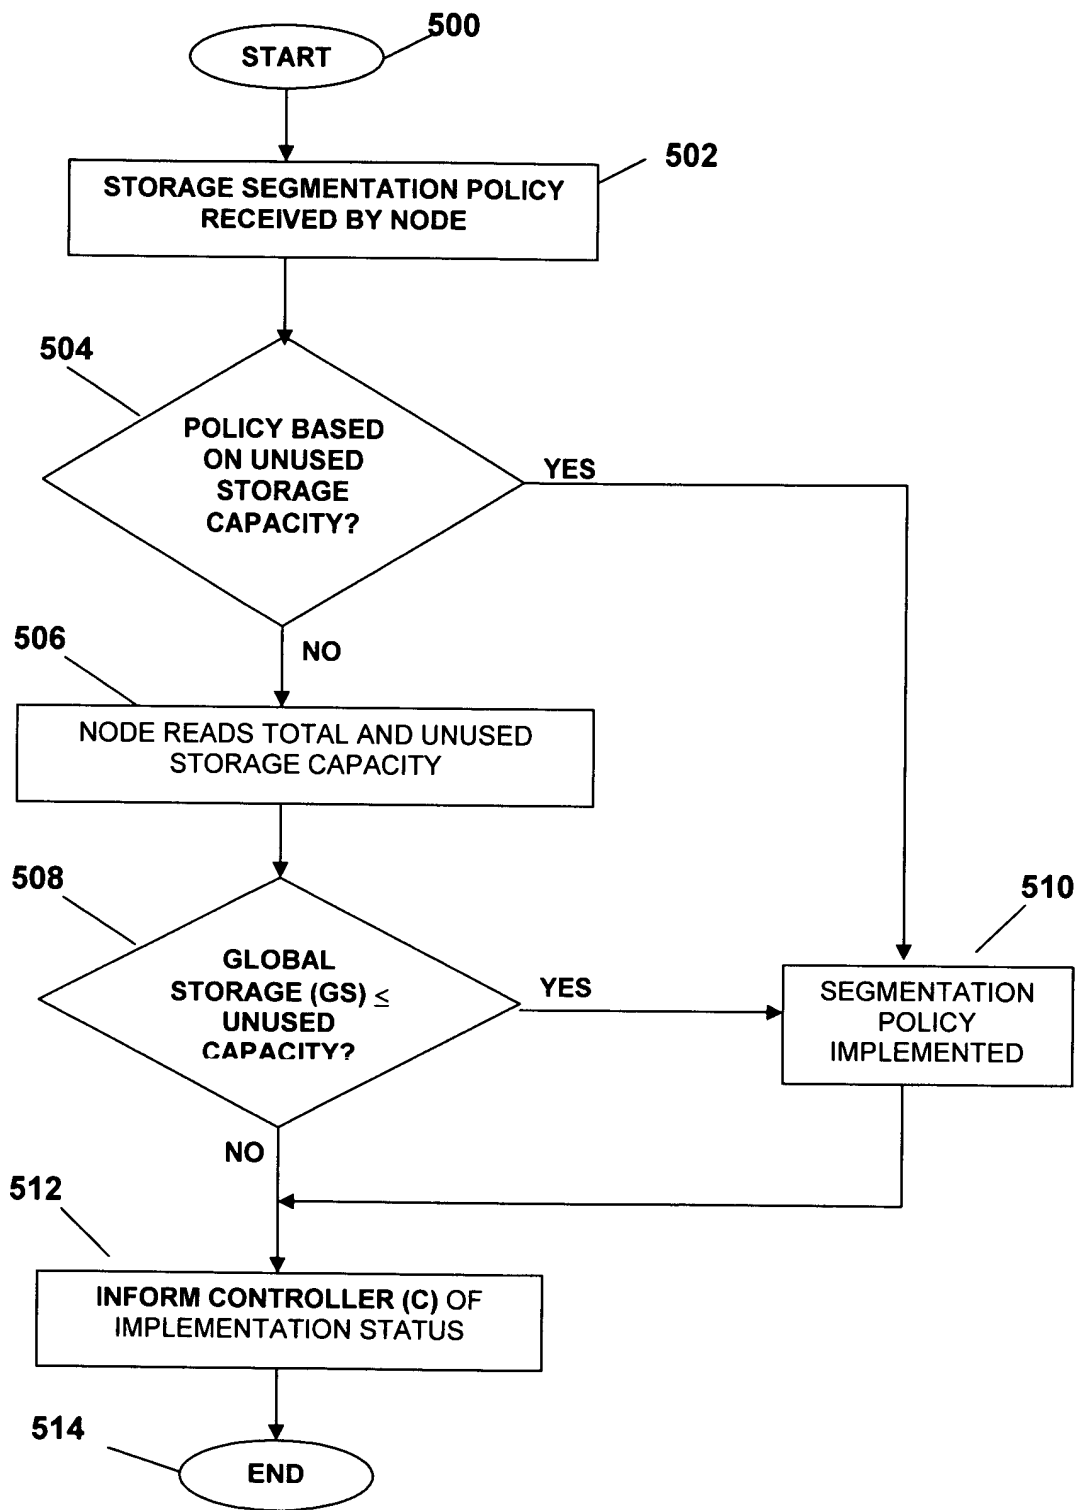 500
START
502
STORAGE SEGMENTATION POLICY
RECEIVED BY NODE
504
POLICY BASED
ON UNUSED
STORAGE
CAPACITY?
YES
506
NO
NODE READS TOTAL AND UNUSED
STORAGE CAPACITY
508
510
GLOBAL
STORAGE (GS) ≤
UNUSED
CAPACITY?
YES
SEGMENTATION
POLICY
IMPLEMENTED
NO
512
INFORM CONTROLLER (C) OF
IMPLEMENTATION STATUS
514
END